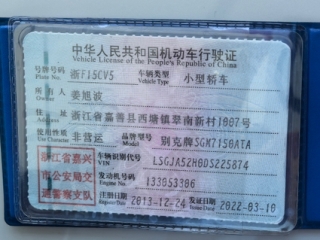 中华人民共和国机动车行驶证
Vehicle License of the People's Republic of China
号牌号码 浙F15CV5 车辆类型 小型轿车
Plate No. Vehicle Type
所有人 姜旭波
Owner
住址 浙江省嘉善县西塘镇翠南新村1007号
Address
使用性质 非营运 品牌型号 别克牌SGM7150ATA
Use Character Model
浙江省嘉兴 车辆识别代号 LSGJA52H0DS225874
VIN
市公安局交 发动机号码 133053386
Engine No.
通警察支队 注册日期 2013-12-24 发证日期 2022-03-10
Register Date Issue Date